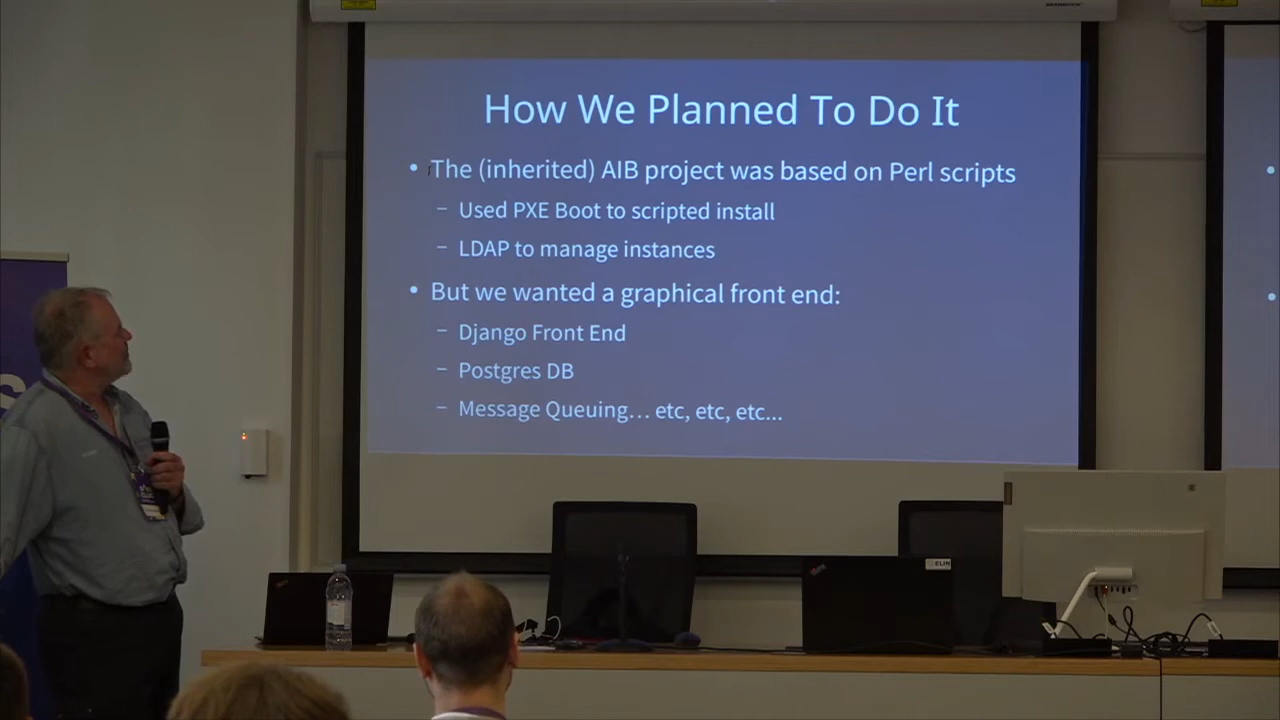 How We Planned To Do It
• The (inherited) AIB project was based on Perl scripts
– Used PXE Boot to scripted install
– LDAP to manage instances
• But we wanted a graphical front end:
– Django Front End
– Postgres DB
– Message Queuing… etc, etc, etc...
ELIN
S